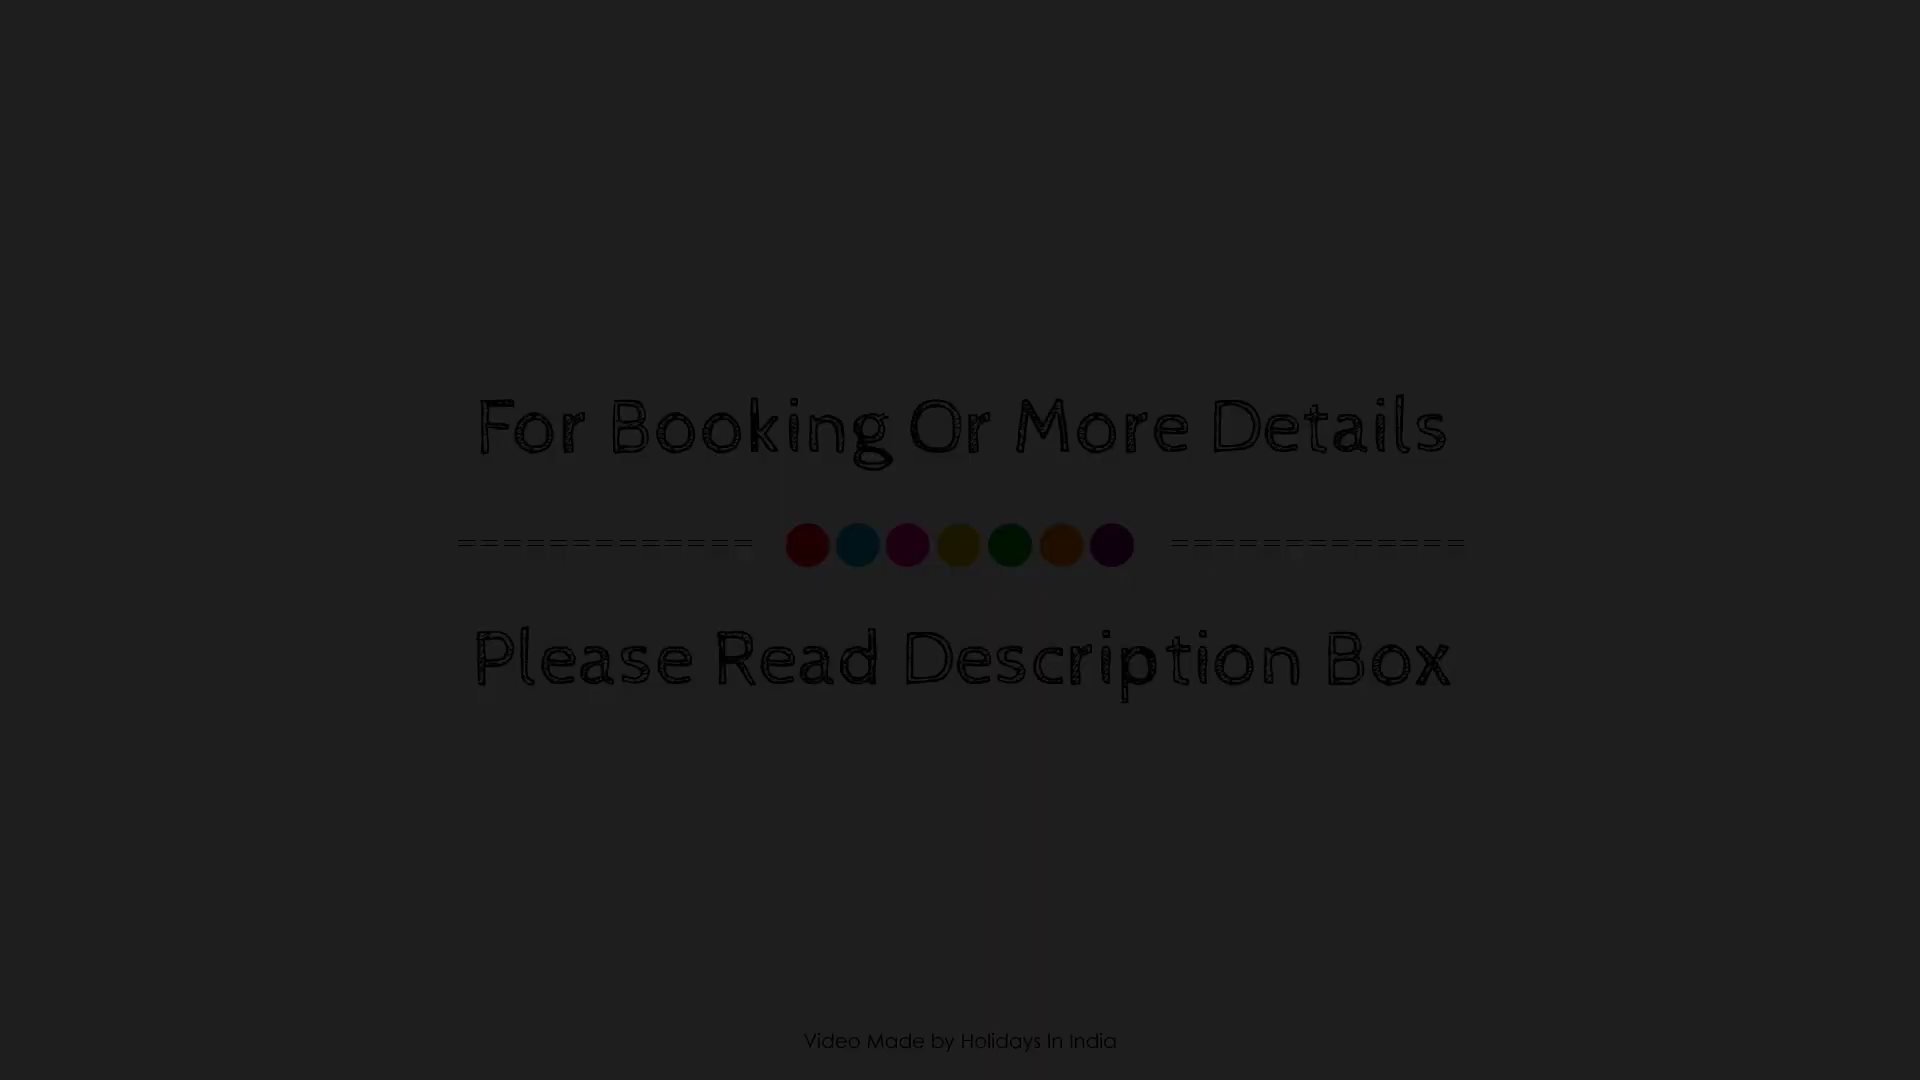 For Booking Or More Details
============= =============
Please Read Description Box
Video Made by Holidays In India